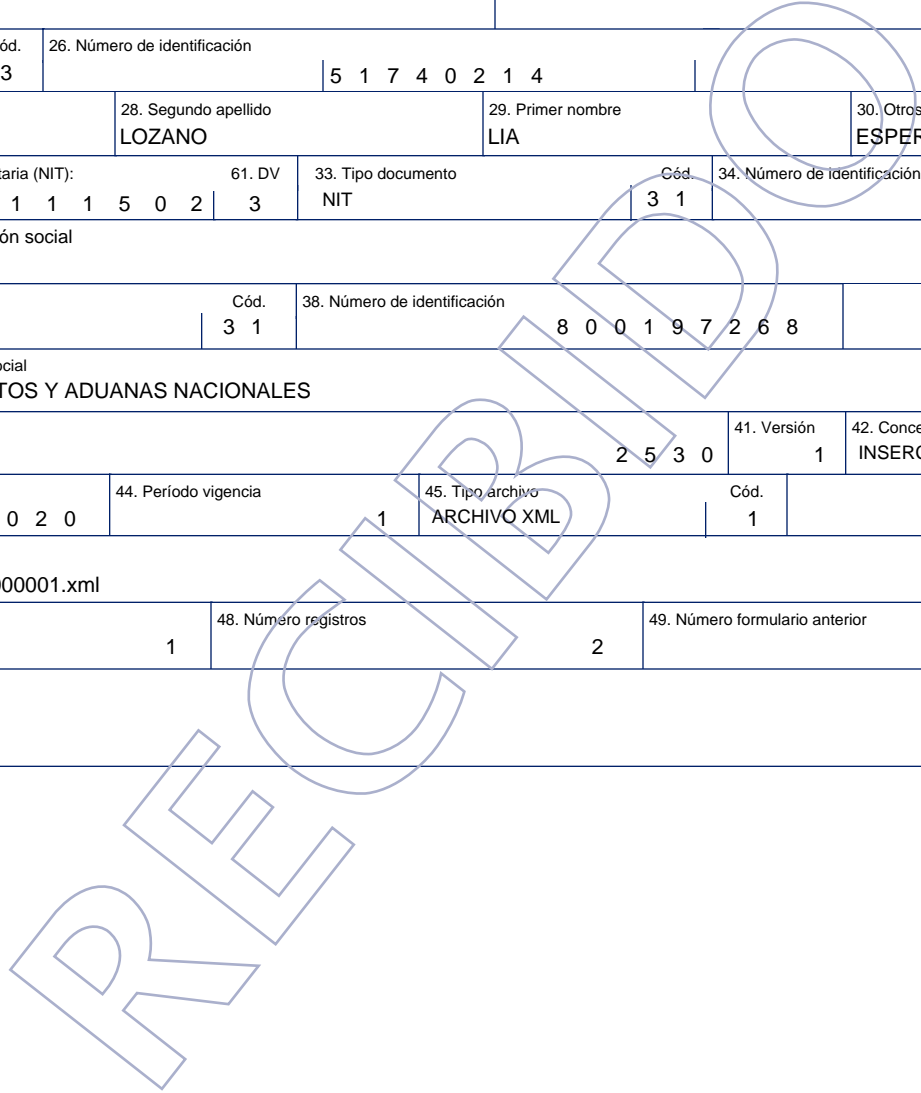 ód. 26. Número de identificación
3 5 1 7 4 0 2 1 4
28. Segundo apellido 29. Primer nombre 30. Otros
LOZANO LIA ESPER
taria (NIT): 61. DV 33. Tipo documento Cód. 34. Número de identificación
1 1 1 5 0 2 3 NIT 3 1
ón social
Cód. 38. Número de identificación
3 1 8 0 0 1 9 7 2 6 8
ocial
TOS Y ADUANAS NACIONALES
41. Versión 42. Conce
2 5 3 0 1 INSERC
44. Período vigencia 45. Tipo archivo Cód.
0 2 0 1 ARCHIVO XML 1
000001.xml
48. Número registros 49. Número formulario anterior
1 2
RECIBIDO